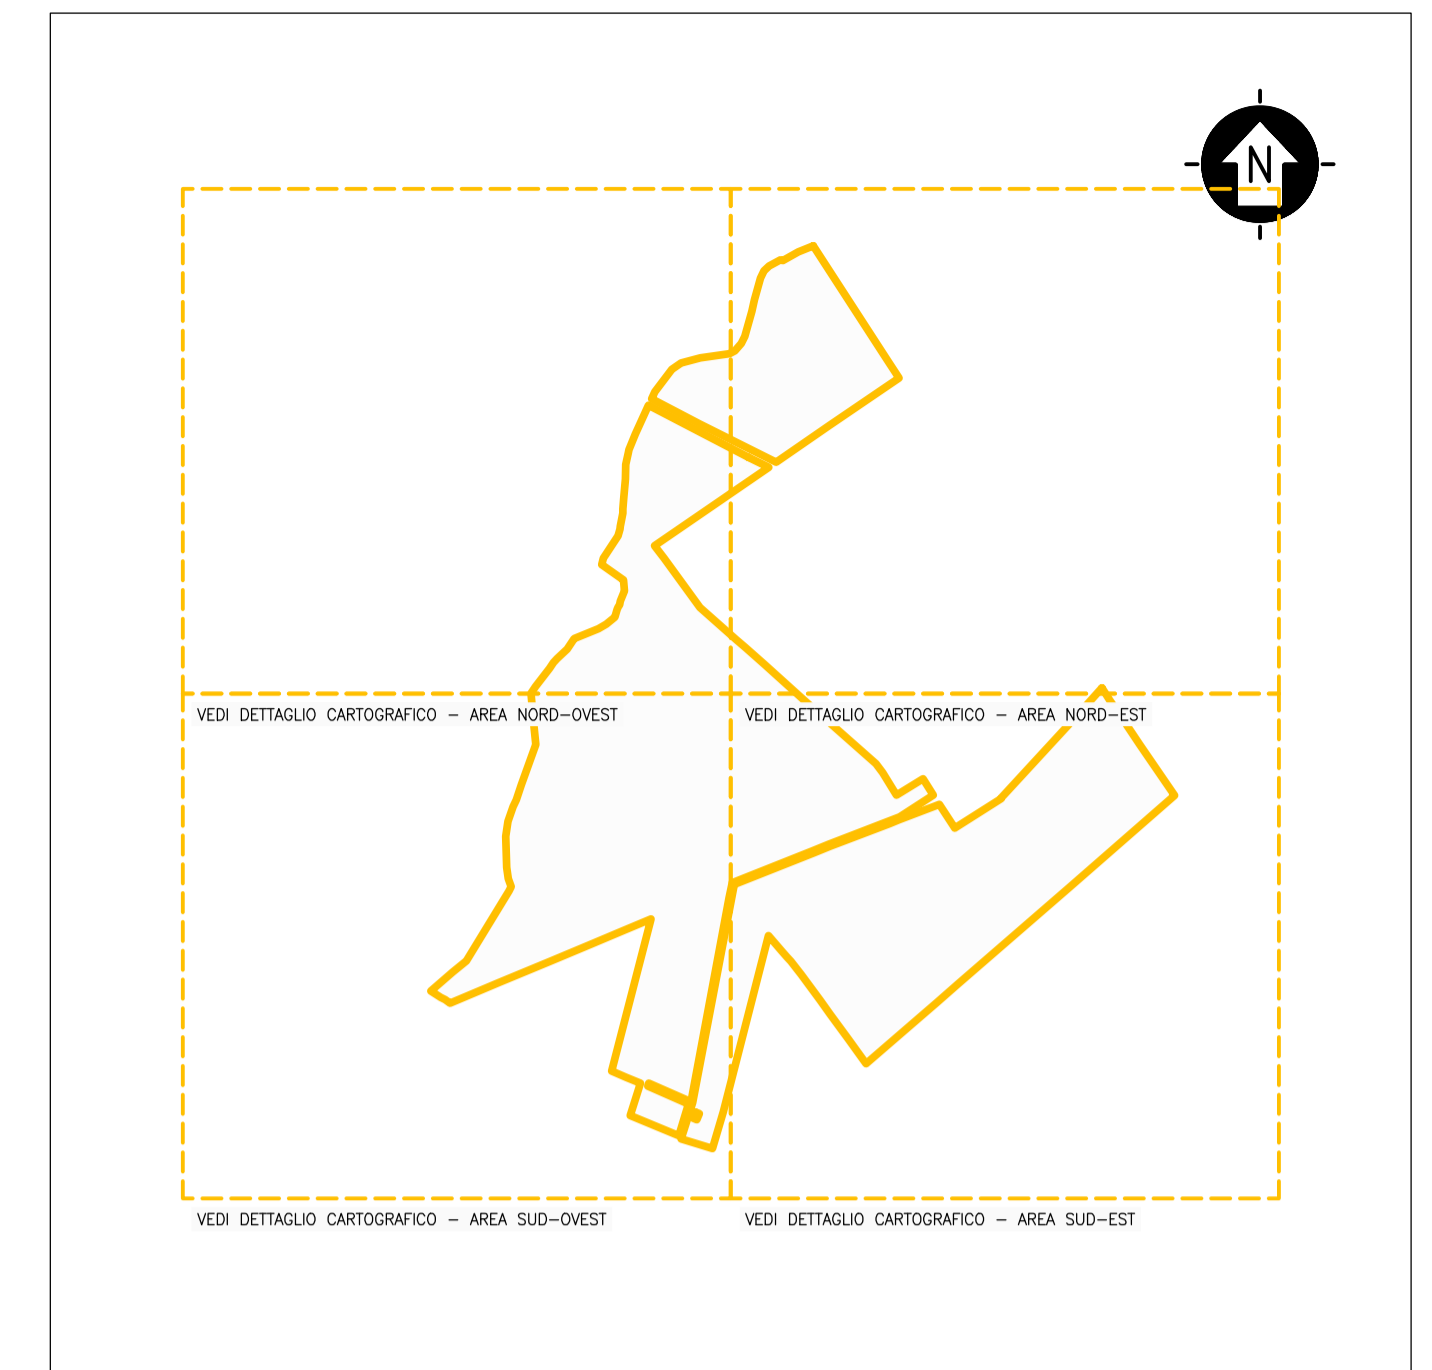 N
VEDI DETTAGLIO CARTOGRAFICO – AREA NORD–OVEST
VEDI DETTAGLIO CARTOGRAFICO – AREA NORD–EST
VEDI DETTAGLIO CARTOGRAFICO – AREA SUD–OVEST
VEDI DETTAGLIO CARTOGRAFICO – AREA SUD–EST